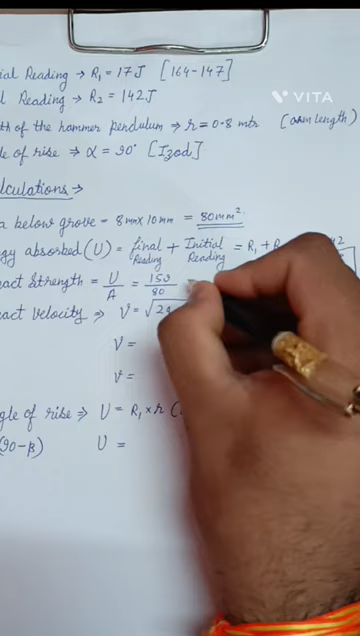 ial Reading → R₁ = 17J [164-147]
l Reading → R₂ = 142J
VITA
th of the hammer pendulum ⇒ r = 0.8 mtr (arm length)
le of rise ⇒ α = 90° [Izod]
lculations →
a below grove = 8mm × 10mm = 80mm².
gy absorbed (U) = final Reading + Initial Reading = R₁ + R
act Strength = U/A = 159/80
act Velocity ⇒ V = √2g
V =
V =
gle of rise ⇒ U = R₁ × r (
(90-β) U =